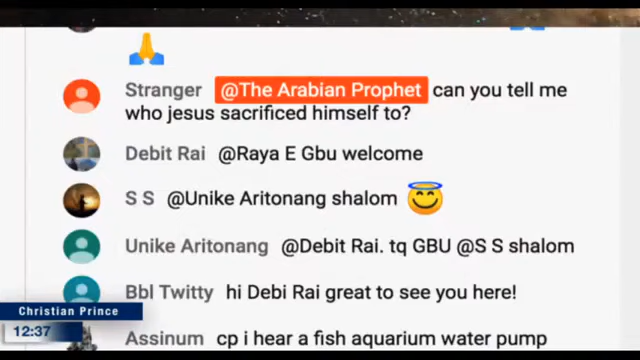 Stranger @The Arabian Prophet can you tell me
who jesus sacrificed himself to?
Debit Rai @Raya E Gbu welcome
S S @Unike Aritonang shalom
Unike Aritonang @Debit Rai. tq GBU @S S shalom
Bbl Twitty hi Debi Rai great to see you here!
Christian Prince
12:37
Assinum cp i hear a fish aquarium water pump